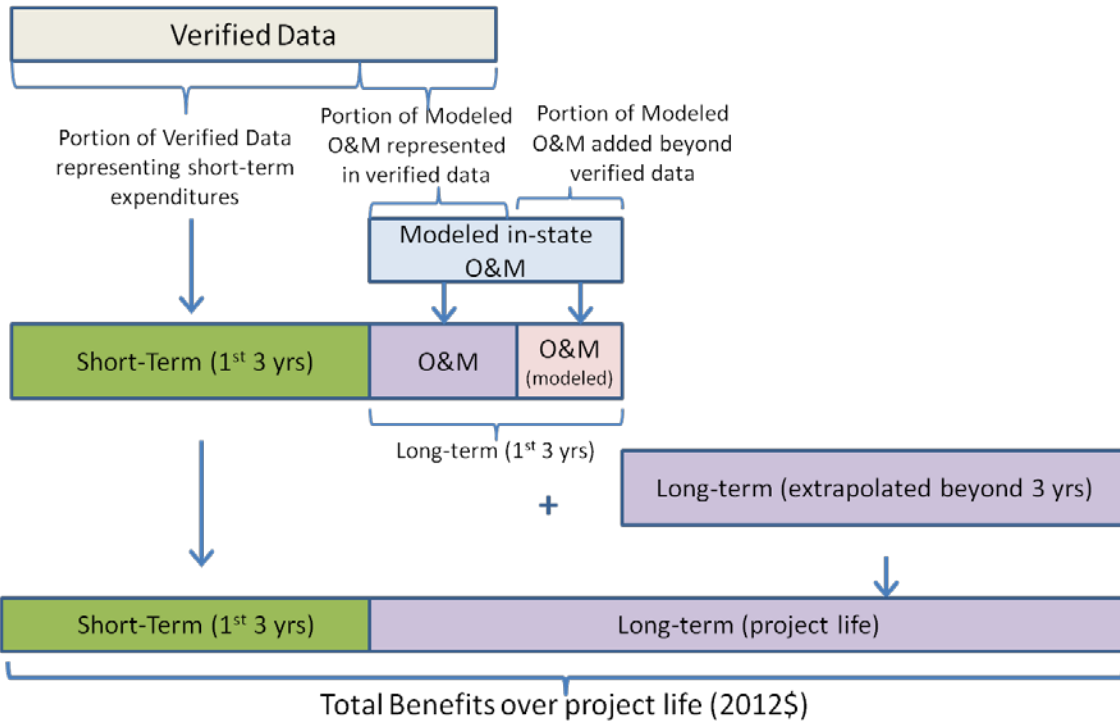 Verified Data
Portion of Verified Data
representing short-term
expenditures
Portion of Modeled
O&M represented
in verified data
Portion of Modeled
O&M added beyond
verified data
Modeled in-state
O&M
Short-Term (1st 3 yrs)
O&M
O&M
(modeled)
Long-term (1st 3 yrs)
+
Long-term (extrapolated beyond 3 yrs)
Short-Term (1st 3 yrs)
Long-term (project life)
Total Benefits over project life (2012$)